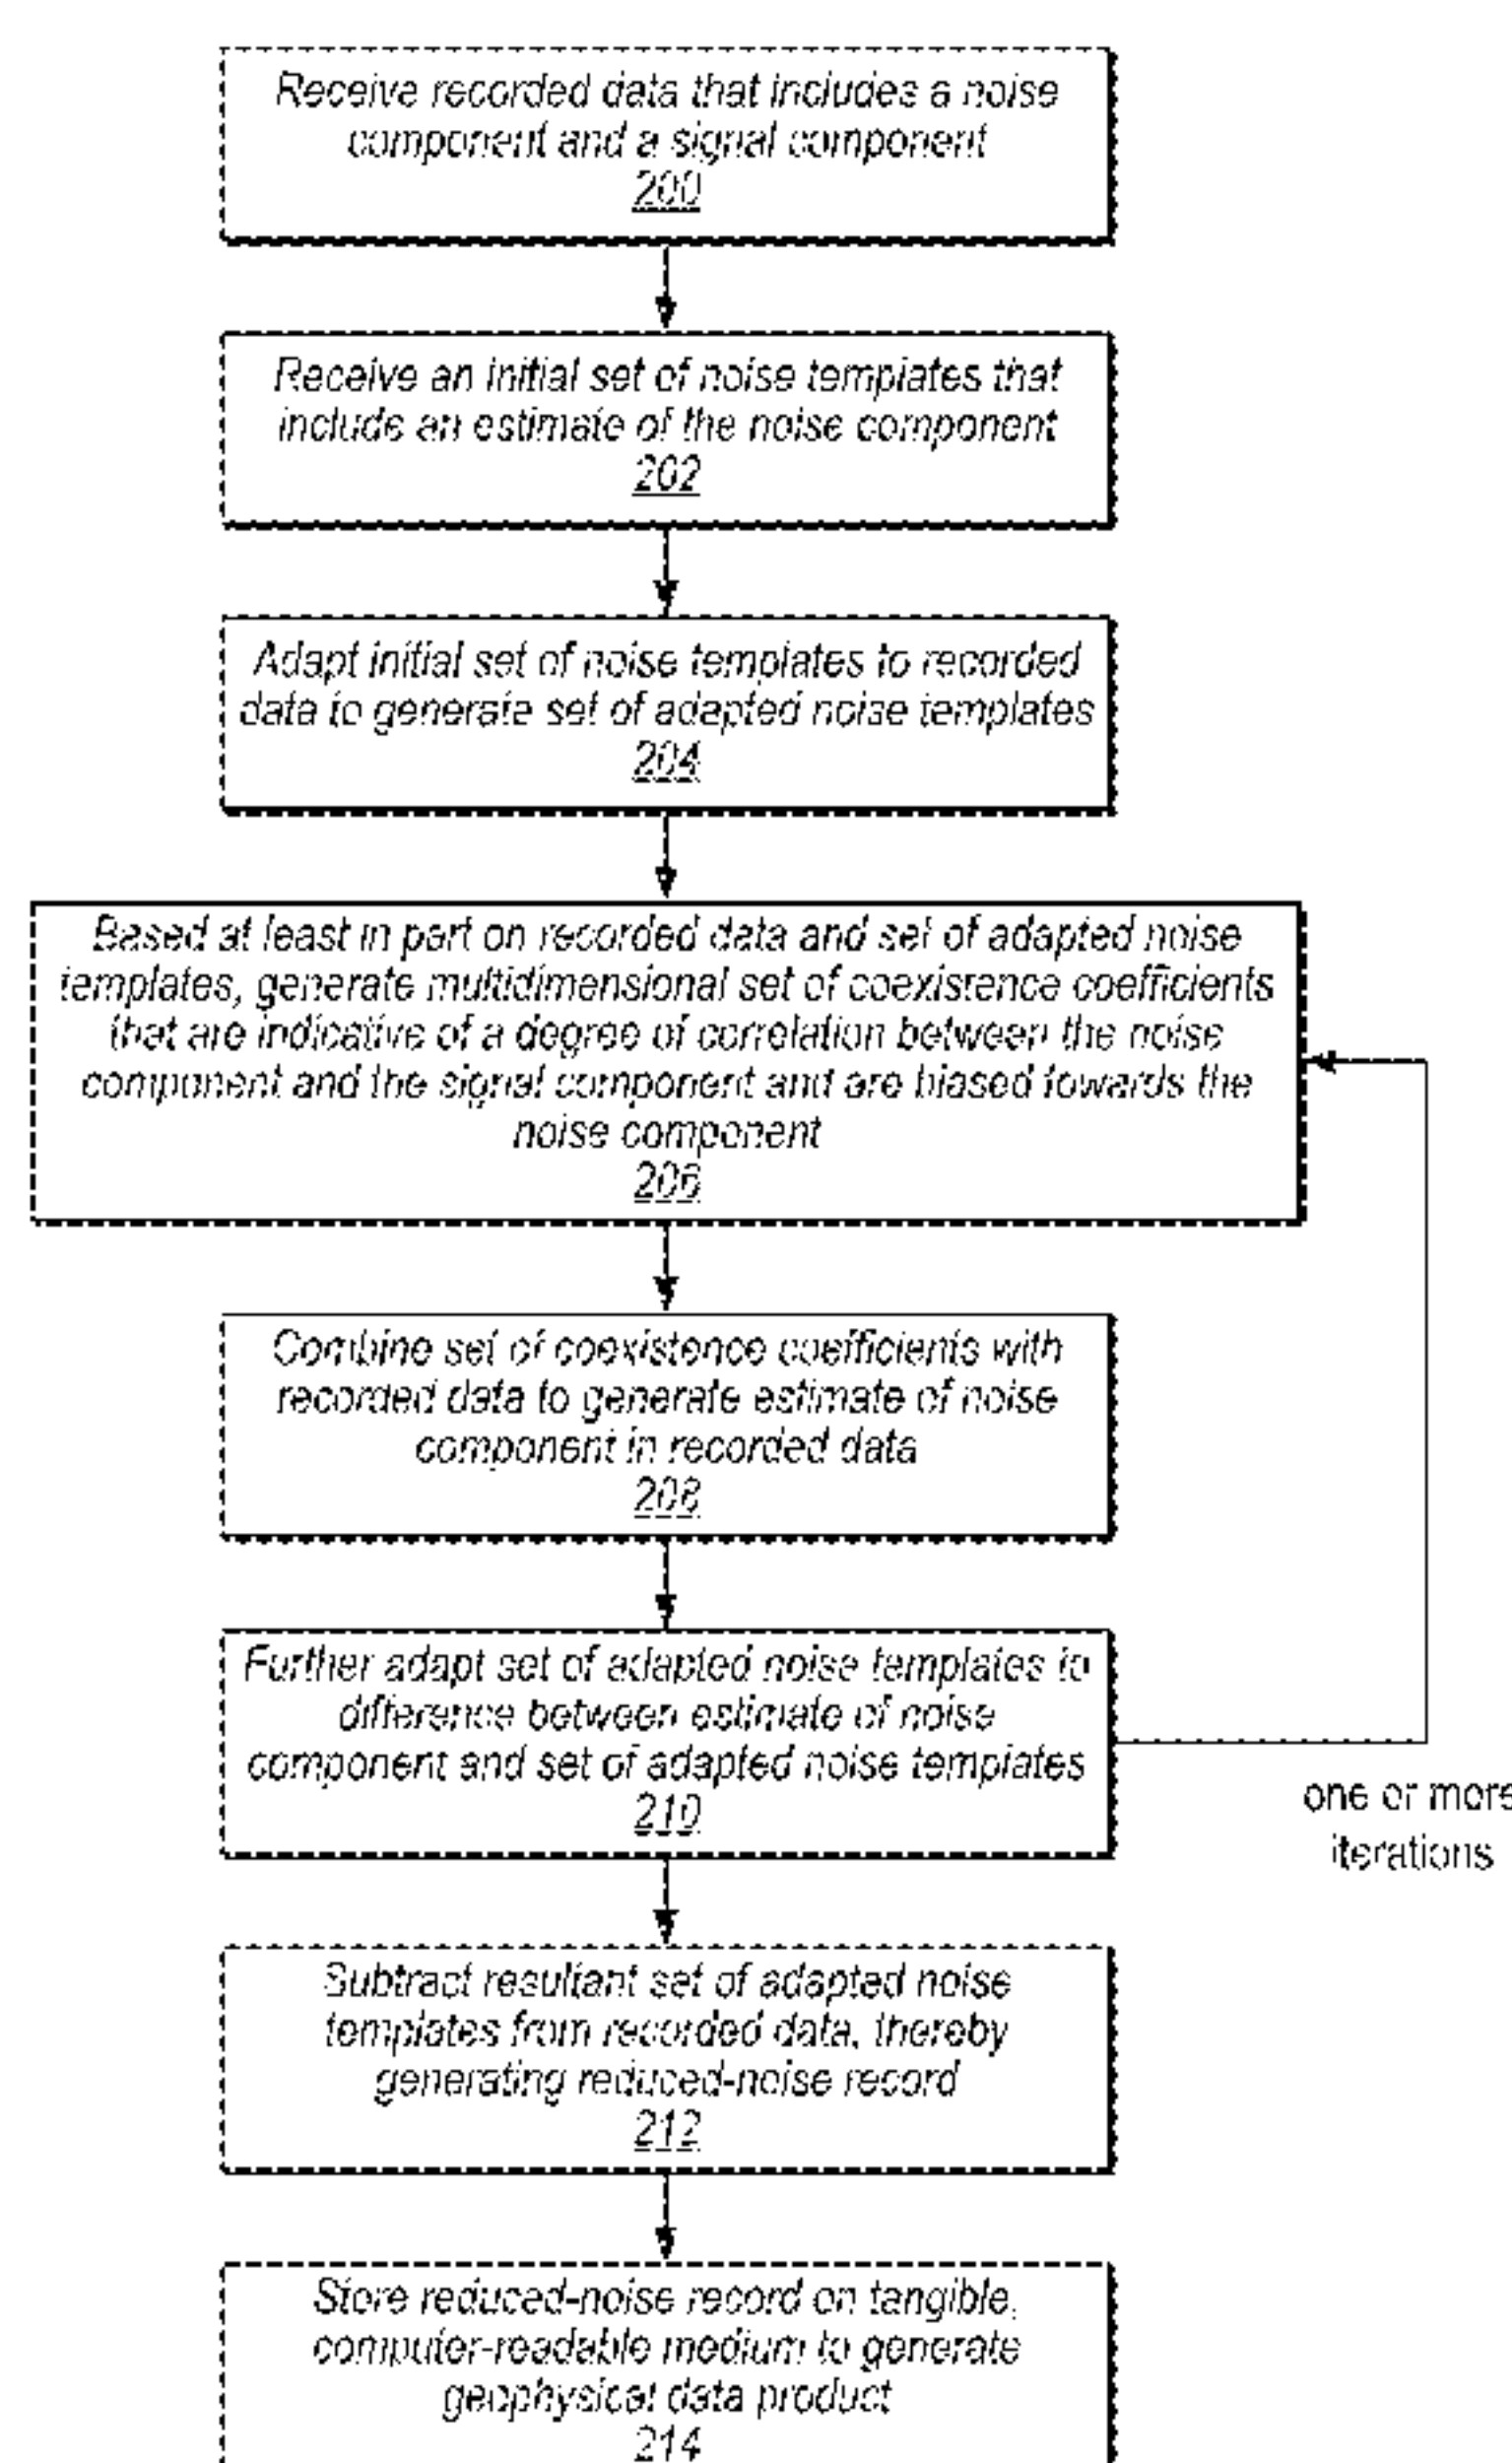 Receive recorded data that includes a noise
component and a signal component
200
Receive an initial set of noise templates that
include an estimate of the noise component
202
Adapt initial set of noise templates to recorded
data to generate set of adapted noise templates
204
Based at least in part on recorded data and set of adapted noise
templates, generate multidimensional set of coexistence coefficients
that are indicative of a degree of correlation between the noise
component and the signal component and are biased towards the
noise component
206
Combine set of coexistence coefficients with
recorded data to generate estimate of noise
component in recorded data
208
Further adapt set of adapted noise templates to
difference between estimate of noise
component and set of adapted noise templates
210
one or more
iterations
Subtract resultant set of adapted noise
templates from recorded data, thereby
generating reduced-noise record
212
Store reduced-noise record on tangible,
computer-readable medium to generate
geophysical data product
214